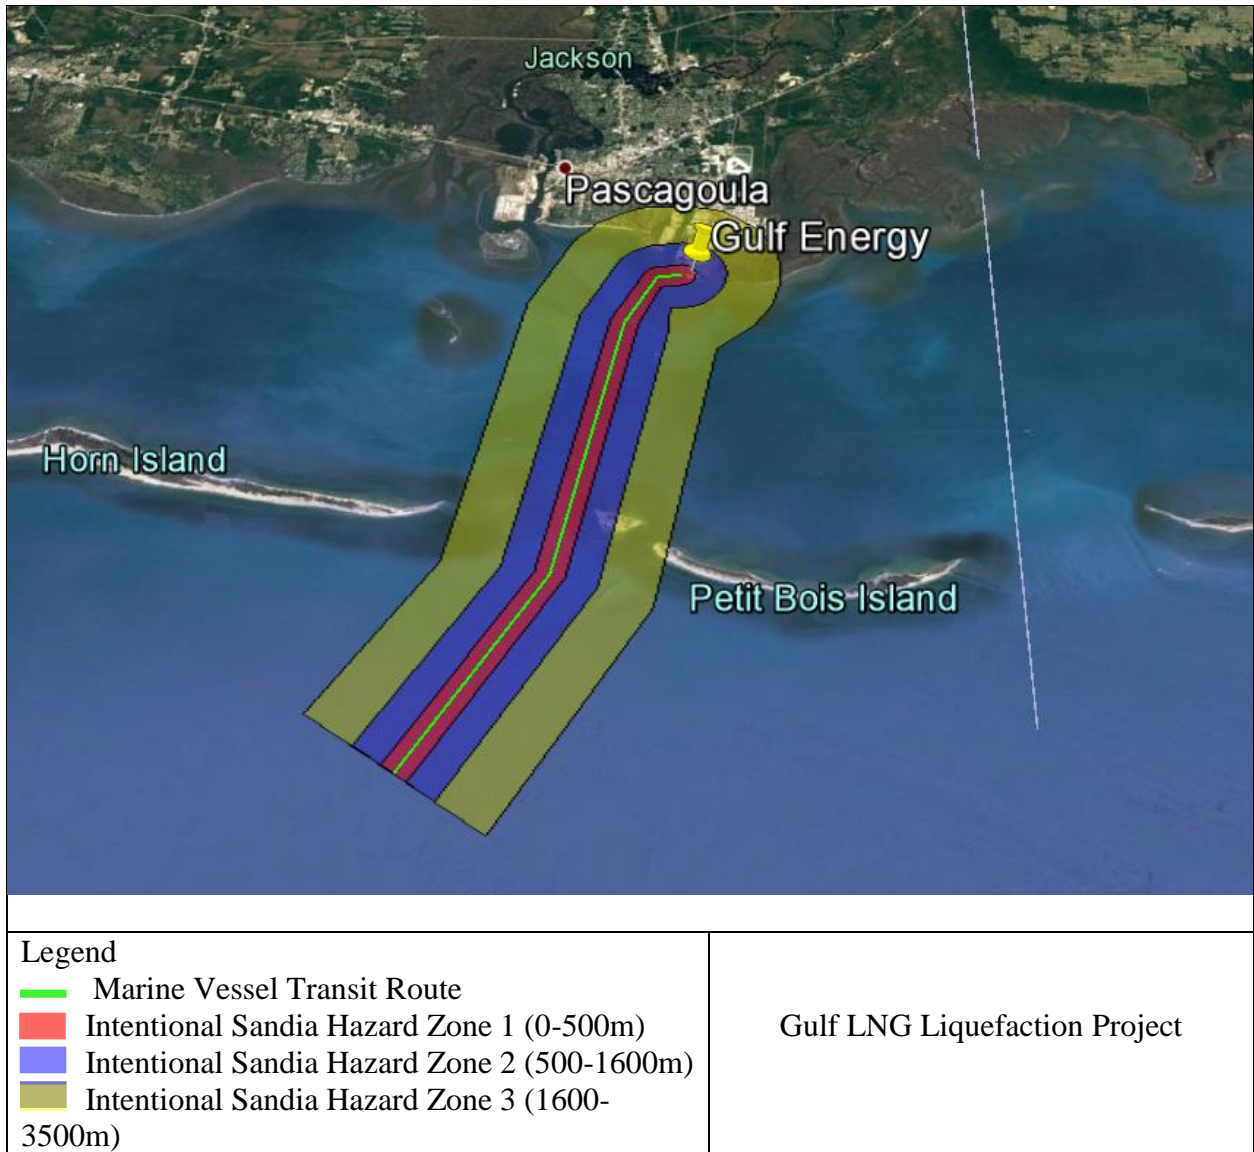 Jackson
Pascagoula
Gulf Energy
Horn Island
Petit Bois Island
Legend
Marine Vessel Transit Route
Intentional Sandia Hazard Zone 1 (0-500m)
Intentional Sandia Hazard Zone 2 (500-1600m)
Intentional Sandia Hazard Zone 3 (1600-
3500m)
Gulf LNG Liquefaction Project